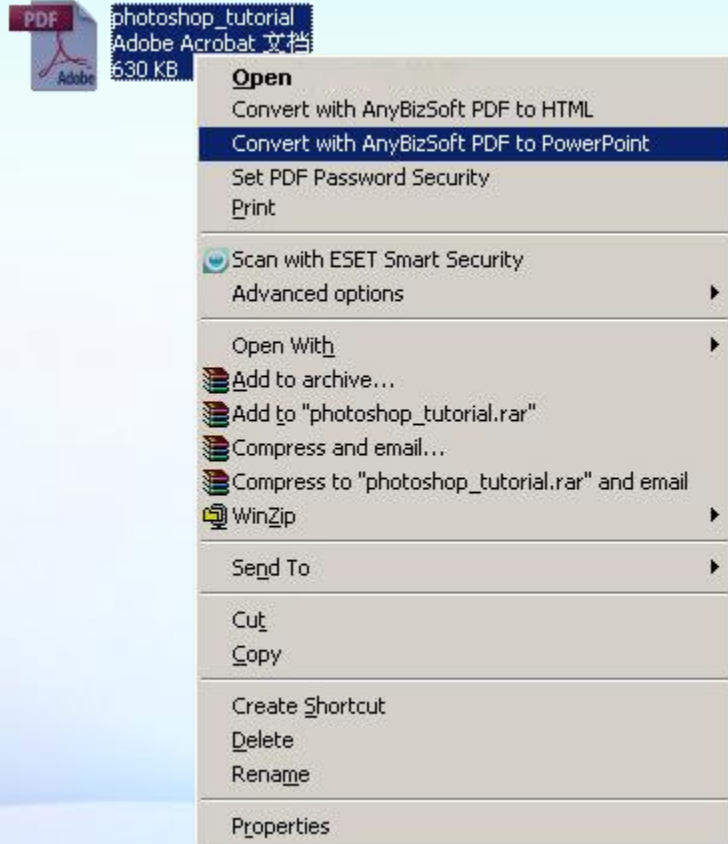 PDF
Adobe
photoshop_tutorial
Adobe Acrobat 文档
630 KB
Open
Convert with AnyBizSoft PDF to HTML
Convert with AnyBizSoft PDF to PowerPoint
Set PDF Password Security
Print
Scan with ESET Smart Security
Advanced options
Open With
Add to archive...
Add to "photoshop_tutorial.rar"
Compress and email...
Compress to "photoshop_tutorial.rar" and email
WinZip
Send To
Cut
Copy
Create Shortcut
Delete
Rename
Properties